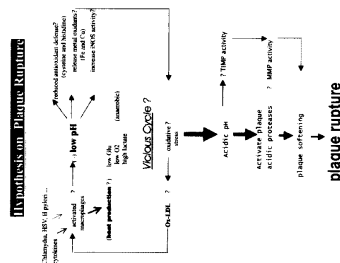 Hypothesis on Plaque Rupture
Chlamydia, HSV, H pylori ...
cytokines
activated
macrophages
?
low pH
reduced antioxidant defense?
and histidine)
release metal oxidants?
(Fe and Cu)
increase iNOS activity?
(heat production ?)
low Glu
low O2
high lactate
(anaerobic)
Vicious Cycle ?
Ox-LDL
?
oxidative ?
stress
Acidic pH
? TIMP activity
Activate plaque
acidic proteases
? MMP activity
plaque softening
plaque rupture